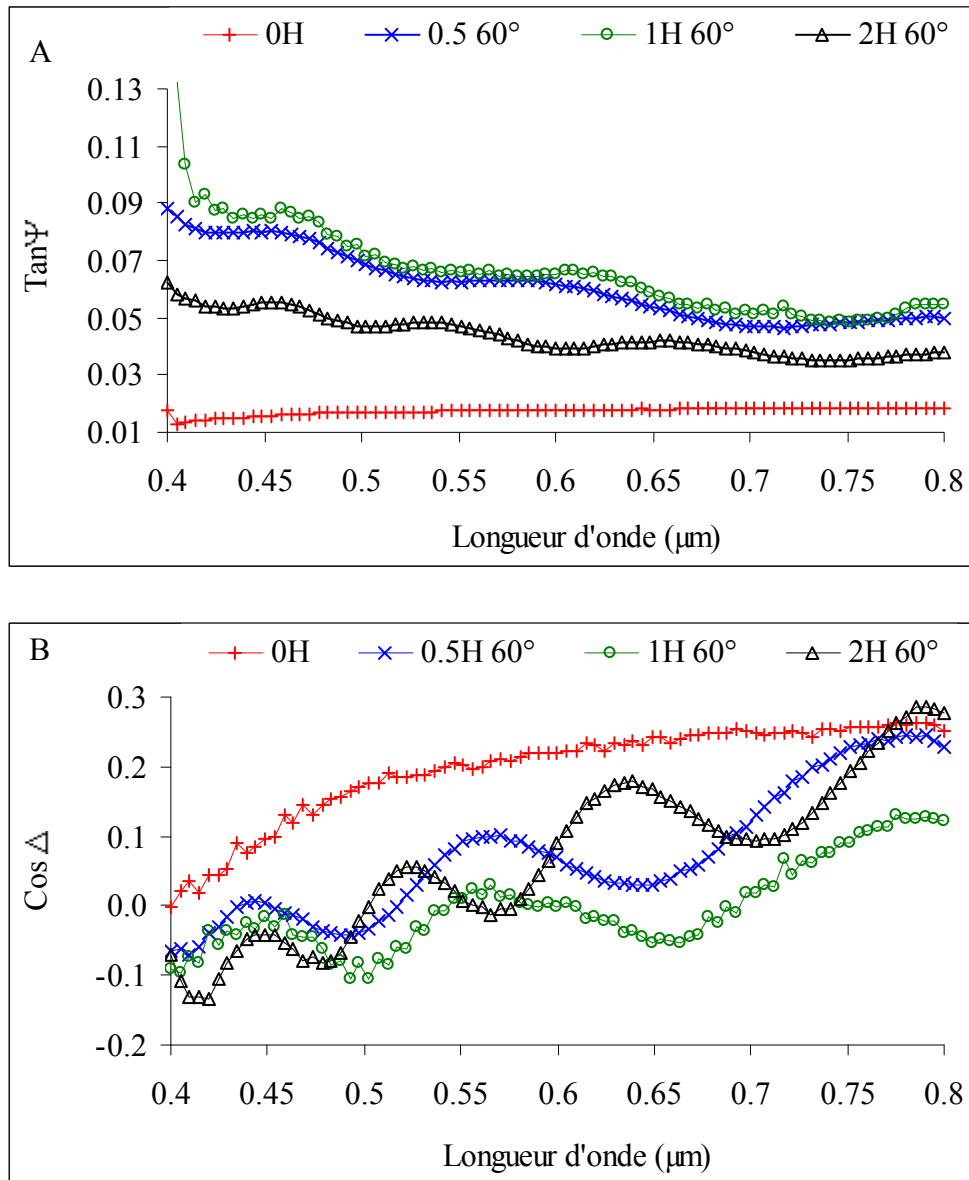 A
0H 0.5 60° 1H 60° 2H 60°
TanΨ
0.13
0.11
0.09
0.07
0.05
0.03
0.01
0.4 0.45 0.5 0.55 0.6 0.65 0.7 0.75 0.8
Longueur d'onde (µm)
B
0H 0.5H 60° 1H 60° 2H 60°
Cos Δ
0.3
0.2
0.1
0.0
-0.1
-0.2
0.4 0.45 0.5 0.55 0.6 0.65 0.7 0.75 0.8
Longueur d'onde (µm)